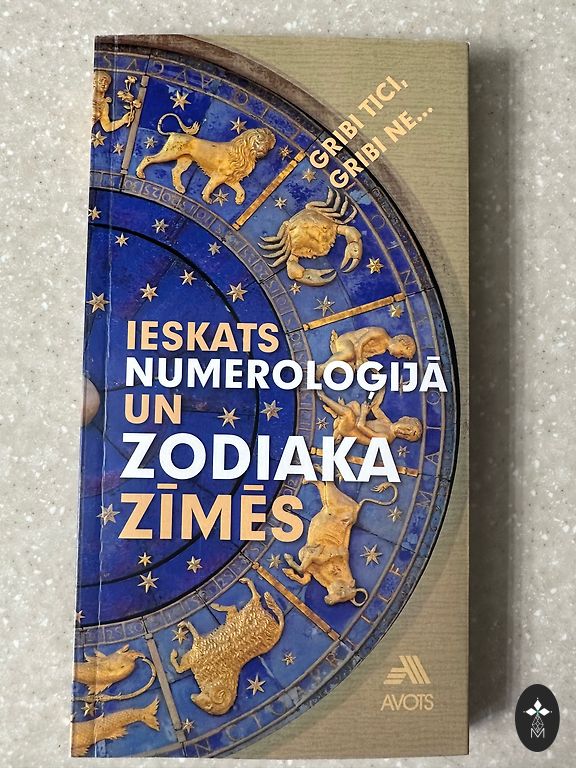 GRIBI TICI,
GRIBI NE...
IESKATS
NUMEROLOĢIJĀ
UN
ZODIAKA
ZĪMĒS
AVOTS